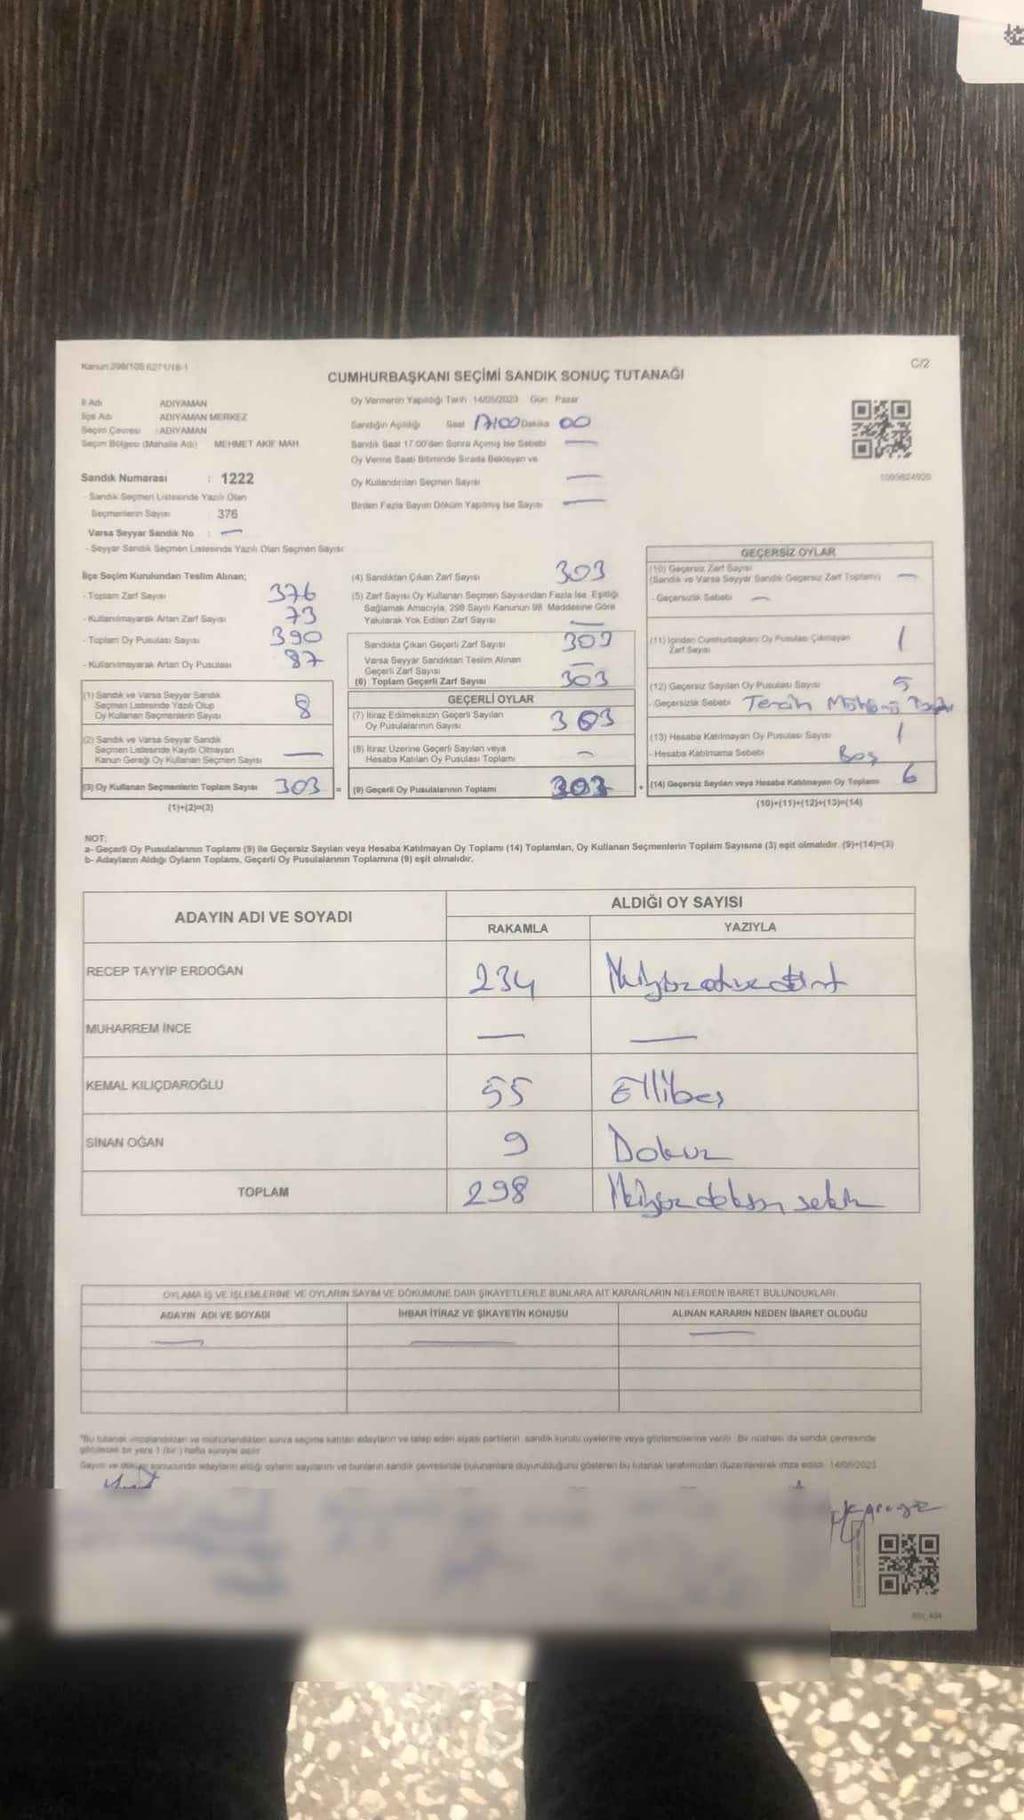 Kanun:298/105 6271/18-1
C/2
CUMHURBAŞKANI SEÇİMİ SANDIK SONUÇ TUTANAĞI
İl Adı ADIYAMAN
İlçe Adı ADIYAMAN MERKEZ
Seçim Çevresi : ADIYAMAN
Seçim Bölgesi (Mahalle Adı) MEHMET AKİF MAH.
Oy Vermenin Yapıldığı Tarih 14/05/2023 Gün: Pazar
Sandığın Açıldığı Saat 17:00 Dakika 00
Sandık Saat 17:00'den Sonra Açılmış İse Sebebi —
Oy Verme Saati Bitiminde Sırada Bekleyen ve
Oy Kullandırılan Seçmen Sayısı —
Birden Fazla Sayım Döküm Yapılmış İse Sayısı —
Sandık Numarası : 1222
- Sandık Seçmen Listesinde Yazılı Olan
Seçmenlerin Sayısı 376
Varsa Seyyar Sandık No : —
- Seyyar Sandık Seçmen Listesinde Yazılı Olan Seçmen Sayısı:
İlçe Seçim Kurulundan Teslim Alınan;
- Toplam Zarf Sayısı 376
- Kullanılmayarak Artan Zarf Sayısı 73
- Toplam Oy Pusulası Sayısı 390
- Kullanılmayarak Artan Oy Pusulası 87
(1) Sandık ve Varsa Seyyar Sandık
Seçmen Listesinde Yazılı Olup
Oy Kullanan Seçmenlerin Sayısı 8
(2) Sandık ve Varsa Seyyar Sandık
Seçmen Listesinde Kayıtlı Olmayan
Kanun Gereği Oy Kullanan Seçmen Sayısı —
(3) Oy Kullanan Seçmenlerin Toplam Sayısı 303 =
(1)+(2)=(3)
(4) Sandıktan Çıkan Zarf Sayısı 303
(5) Zarf Sayısı Oy Kullanan Seçmen Sayısından Fazla İse, Eşitliği
Sağlamak Amacıyla, 298 Sayılı Kanunun 98. Maddesine Göre
Yakılarak Yok Edilen Zarf Sayısı —
Sandıkta Çıkan Geçerli Zarf Sayısı 303
Varsa Seyyar Sandıktan Teslim Alınan
Geçerli Zarf Sayısı —
(6) Toplam Geçerli Zarf Sayısı 303
GEÇERLİ OYLAR
(7) İtiraz Edilmeksizin Geçerli Sayılan
Oy Pusulalarının Sayısı 303
(8) İtiraz Üzerine Geçerli Sayılan veya
Hesaba Katılan Oy Pusulası Toplamı —
(9) Geçerli Oy Pusulalarının Toplamı 303 +
GEÇERSİZ OYLAR
(10) Geçersiz Zarf Sayısı
(Sandık ve Varsa Seyyar Sandık Geçersiz Zarf Toplamı) —
- Geçersizlik Sebebi —
(11) İçinden Cumhurbaşkanı Oy Pusulası Çıkmayan
Zarf Sayısı 1
(12) Geçersiz Sayılan Oy Pusulası Sayısı 5
- Geçersizlik Sebebi Tercih Mührü
(13) Hesaba Katılmayan Oy Pusulası Sayısı 1
- Hesaba Katılmama Sebebi Boş
(14) Geçersiz Sayılan veya Hesaba Katılmayan Oy Toplamı 6
(10)+(11)+(12)+(13)=(14)
NOT:
a- Geçerli Oy Pusulalarının Toplamı (9) ile Geçersiz Sayılan veya Hesaba Katılmayan Oy Toplamı (14) Toplamları, Oy Kullanan Seçmenlerin Toplam Sayısına (3) eşit olmalıdır. (9)+(14)=(3)
b- Adayların Aldığı Oyların Toplamı, Geçerli Oy Pusulalarının Toplamına (9) eşit olmalıdır.
ADAYIN ADI VE SOYADI ALDIĞI OY SAYISI
RAKAMLA YAZIYLA
RECEP TAYYİP ERDOĞAN 234
MUHARREM İNCE — —
KEMAL KILIÇDAROĞLU 55 Ellibeş
SİNAN OĞAN 9 Dokuz
TOPLAM 298
OYLAMA İŞ VE İŞLEMLERİNE VE OYLARIN SAYIM VE DÖKÜMÜNE DAİR ŞİKAYETLERLE BUNLARA AİT KARARLARIN NELERDEN İBARET BULUNDUKLARI
ADAYIN ADI VE SOYADI İHBAR İTİRAZ VE ŞİKAYETİN KONUSU ALINAN KARARIN NEDEN İBARET OLDUĞU
— — —